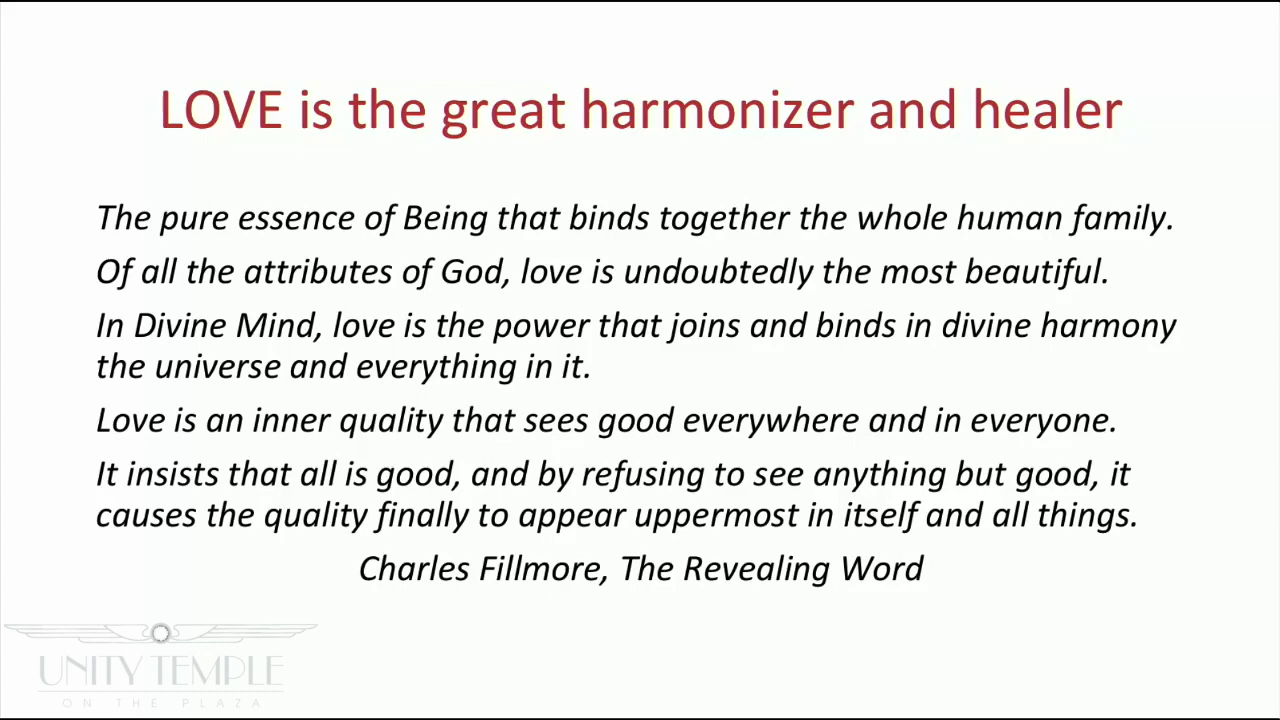 LOVE is the great harmonizer and healer
The pure essence of Being that binds together the whole human family.
Of all the attributes of God, love is undoubtedly the most beautiful.
In Divine Mind, love is the power that joins and binds in divine harmony
the universe and everything in it.
Love is an inner quality that sees good everywhere and in everyone.
It insists that all is good, and by refusing to see anything but good, it
causes the quality finally to appear uppermost in itself and all things.
Charles Fillmore, The Revealing Word
UNITY TEMPLE
ON THE PLAZA